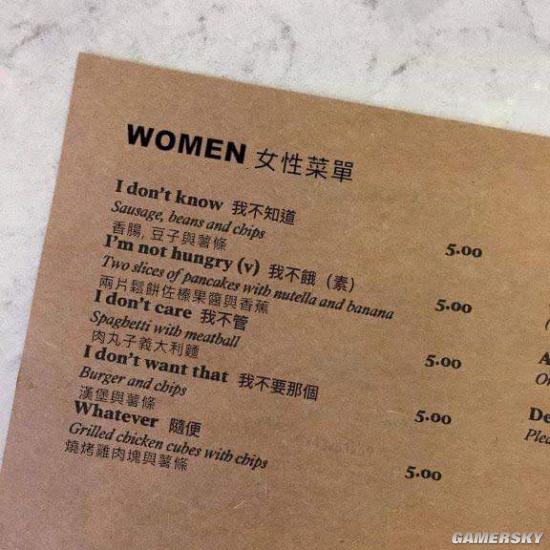 WOMEN 女性菜單
I don't know 我不知道
Sausage, beans and chips
香腸, 豆子與薯條
5.00
I'm not hungry (v) 我不餓（素）
Two slices of pancakes with nutella and banana
兩片鬆餅佐榛果醬與香蕉
5.00
I don't care 我不管
Spaghetti with meatball
肉丸子義大利麵
5.00
I don't want that 我不要那個
Burger and chips
漢堡與薯條
5.00
Whatever 隨便
Grilled chicken cubes with chips
燒烤雞肉塊與薯條
5.00
GAMERSKY